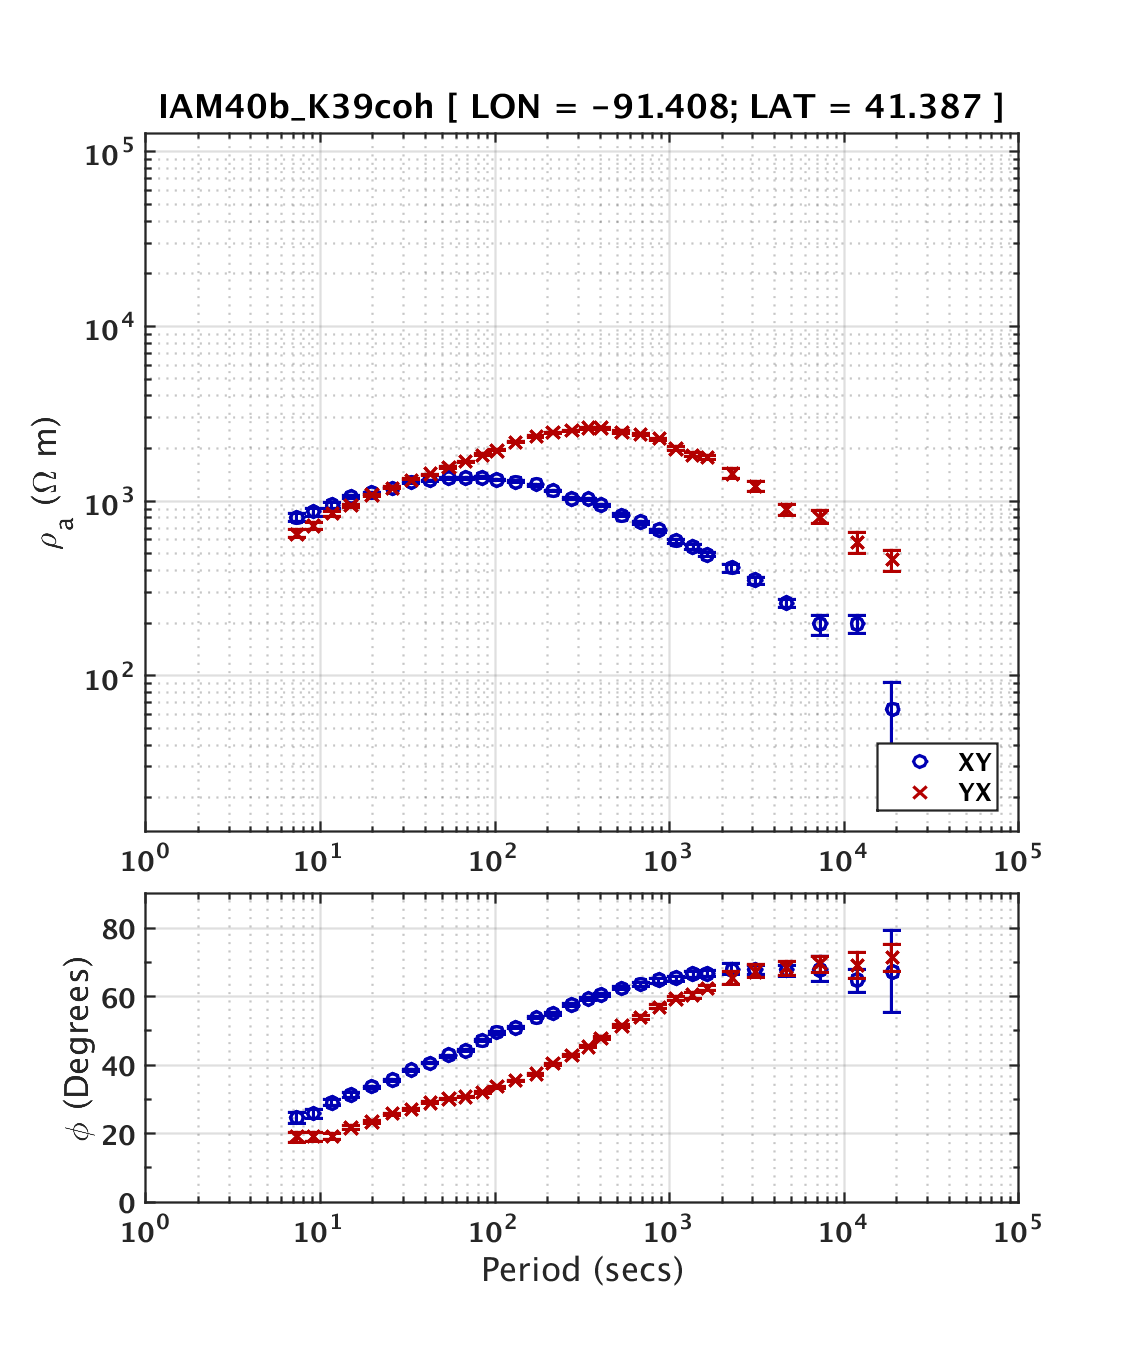 IAM40b_K39coh [ LON = −91.408; LAT = 41.387 ]
10⁵
10⁴
10³
10²
ρₐ (Ω m)
XY
YX
10⁰ 10¹ 10² 10³ 10⁴ 10⁵
80
60
40
20
0
ϕ (Degrees)
10⁰ 10¹ 10² 10³ 10⁴ 10⁵
Period (secs)